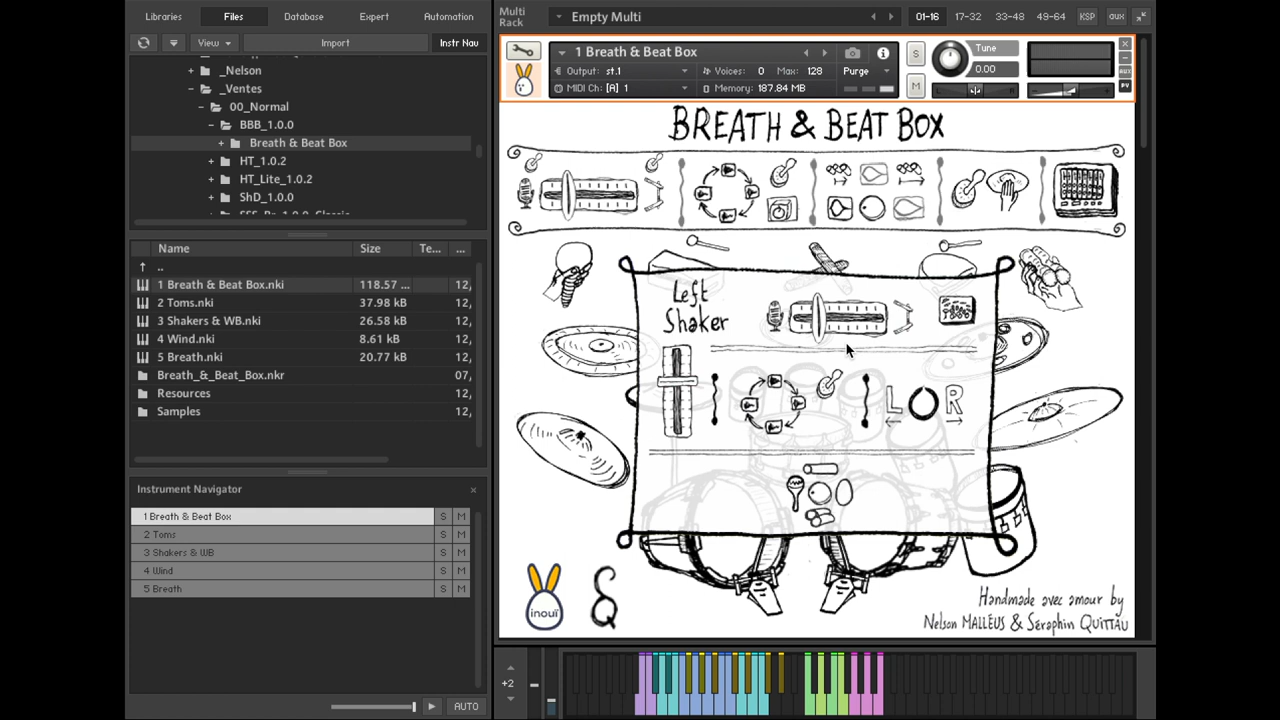 Libraries
Files
Database
Expert
Automation
View
Import
Instr Nav
_Nelson
_Ventes
00_Normal
BBB_1.0.0
Breath & Beat Box
HT_1.0.2
HT_Lite_1.0.2
ShD_1.0.0
Name Size Te... ...
..
1 Breath & Beat Box.nki 118.57 ... 12,
2 Toms.nki 37.98 kB 12,
3 Shakers & WB.nki 26.58 kB 12,
4 Wind.nki 8.61 kB 12,
5 Breath.nki 20.77 kB 12,
Breath_&_Beat_Box.nkr 07,
Resources 12,
Samples 12,
Instrument Navigator
1 Breath & Beat Box S M
2 Toms S M
3 Shakers & WB S M
4 Wind S M
5 Breath S M
AUTO
Multi
Rack
Empty Multi
01-16 17-32 33-48 49-64 KSP aux
1 Breath & Beat Box
Output: st.1 Voices: 0 Max: 128 Purge
MIDI Ch: [A] 1 Memory: 187.84 MB
S
M
Tune
0.00
L R
aux
PV
BREATH & BEAT BOX
Left
Shaker
L R
inouï
Handmade avec amour by
Nelson MALLEUS & Séraphin QUITTAU
+2